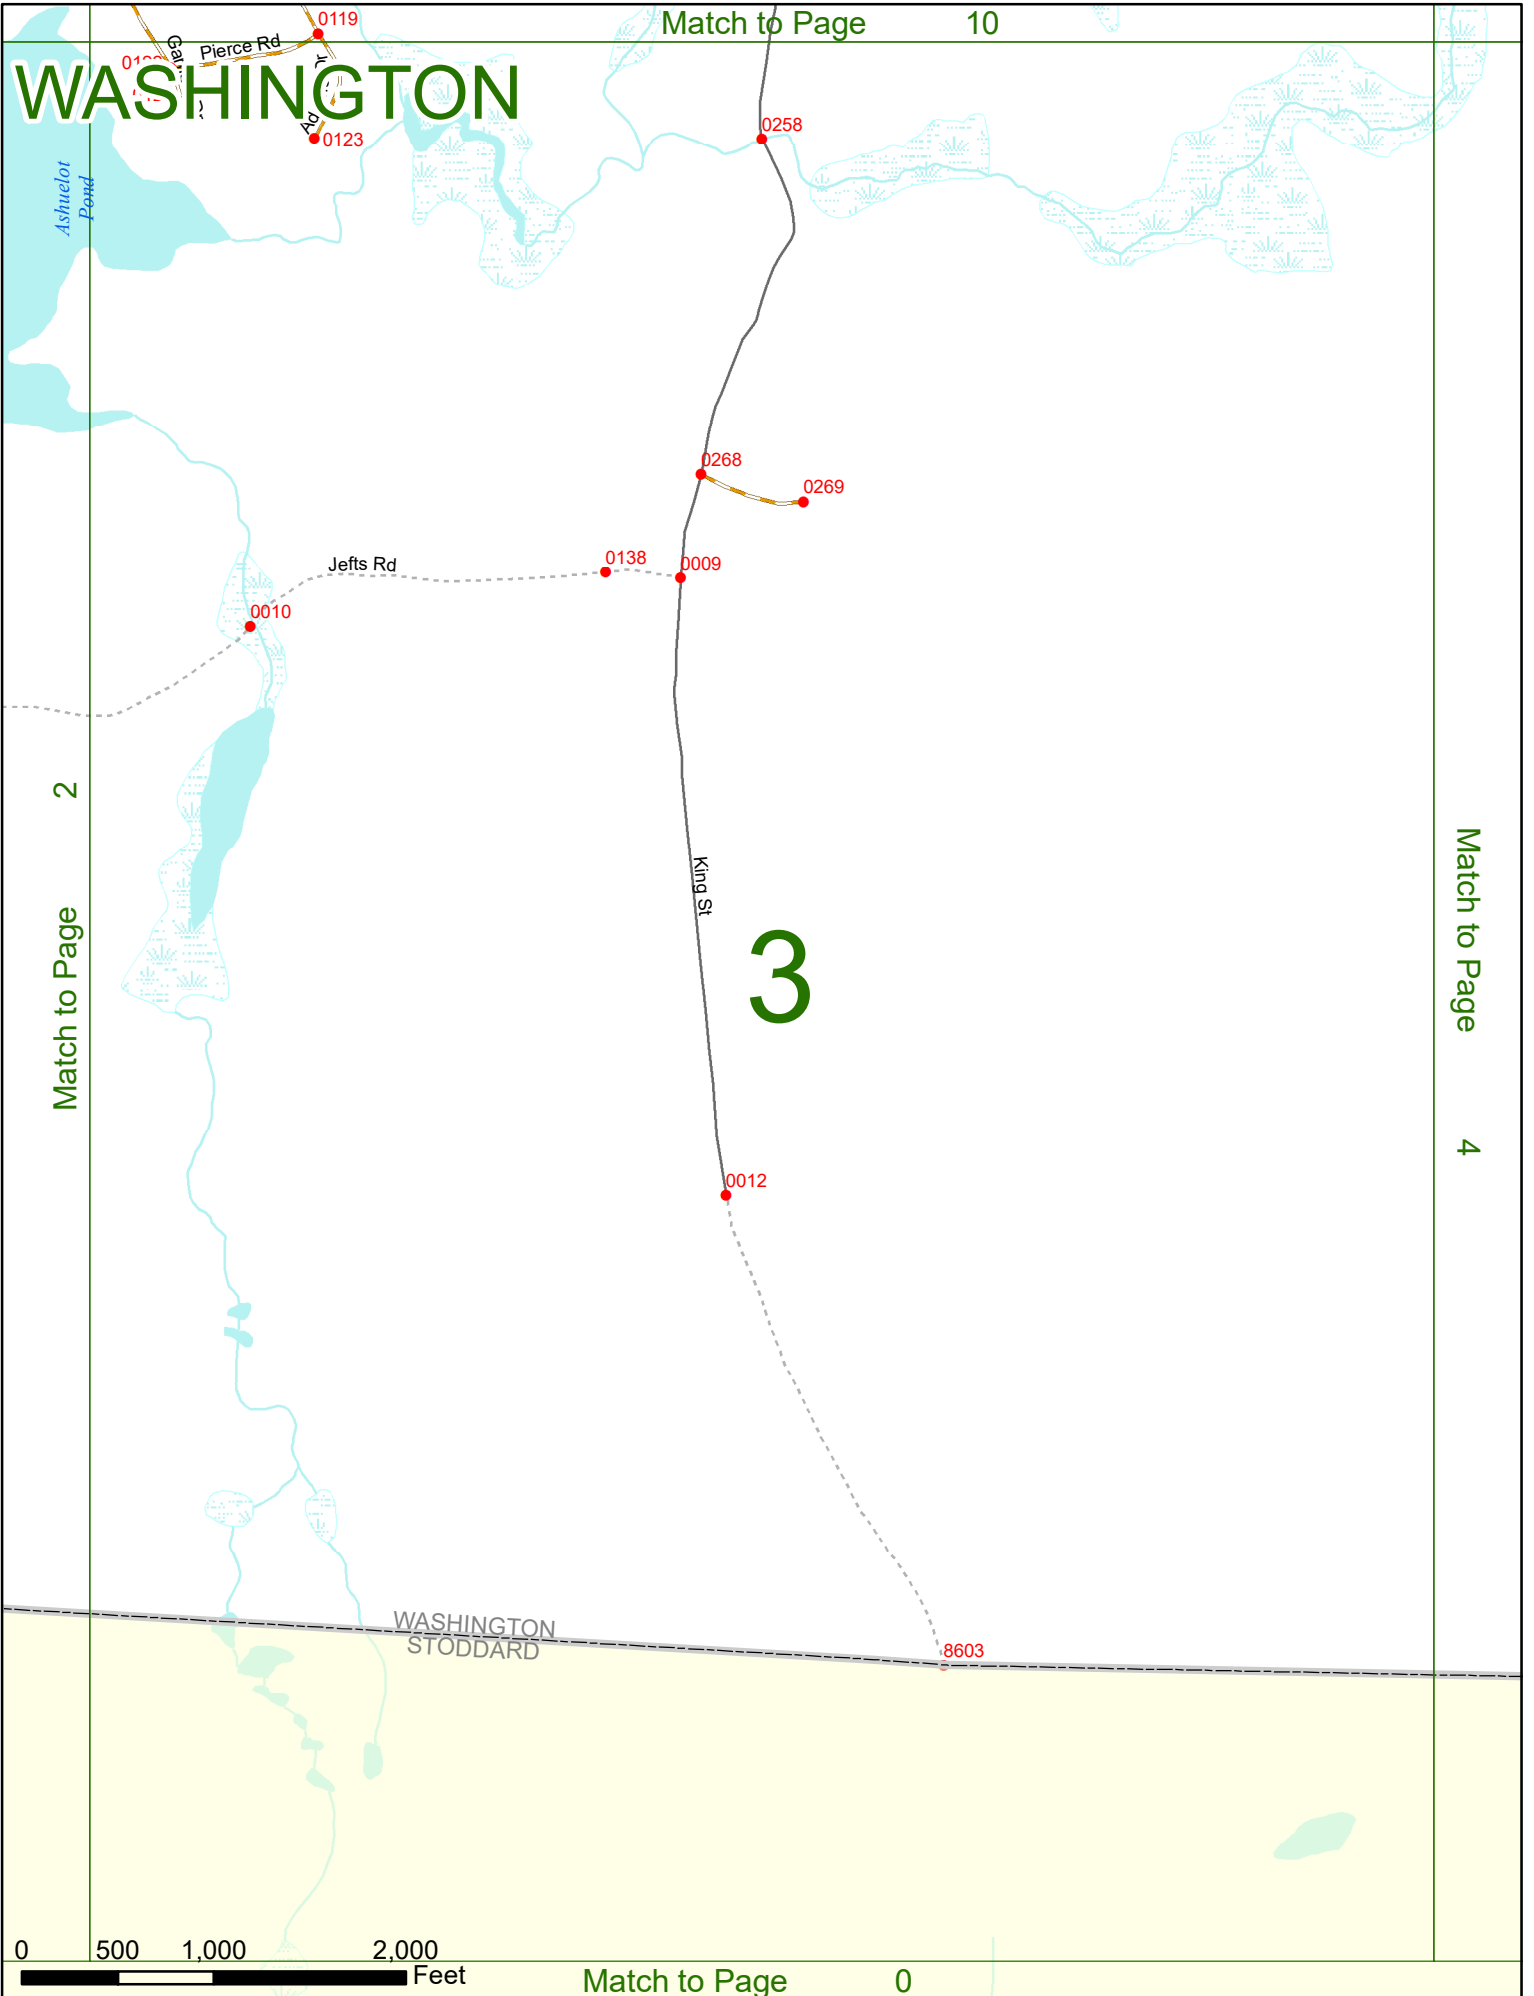 Match to Page 10
0119
Pierce Rd
WASHINGTON
0123
0258
Ashuelot
Pond
0268
0269
Jefts Rd
0138
0009
0010
Match to Page 2
King St
3
Match to Page 4
0012
WASHINGTON
STODDARD
8603
0 500 1,000 2,000
Feet
Match to Page 0